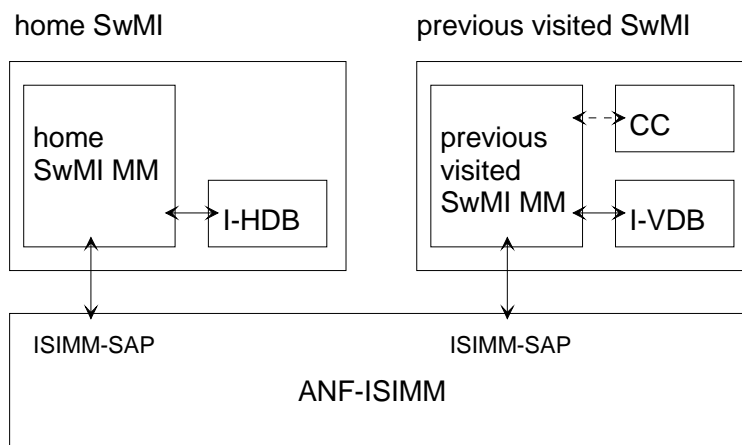 home SwMI
previous visited SwMI
home
SwMI MM
I-HDB
previous
visited
SwMI MM
CC
I-VDB
ISIMM-SAP
ISIMM-SAP
ANF-ISIMM